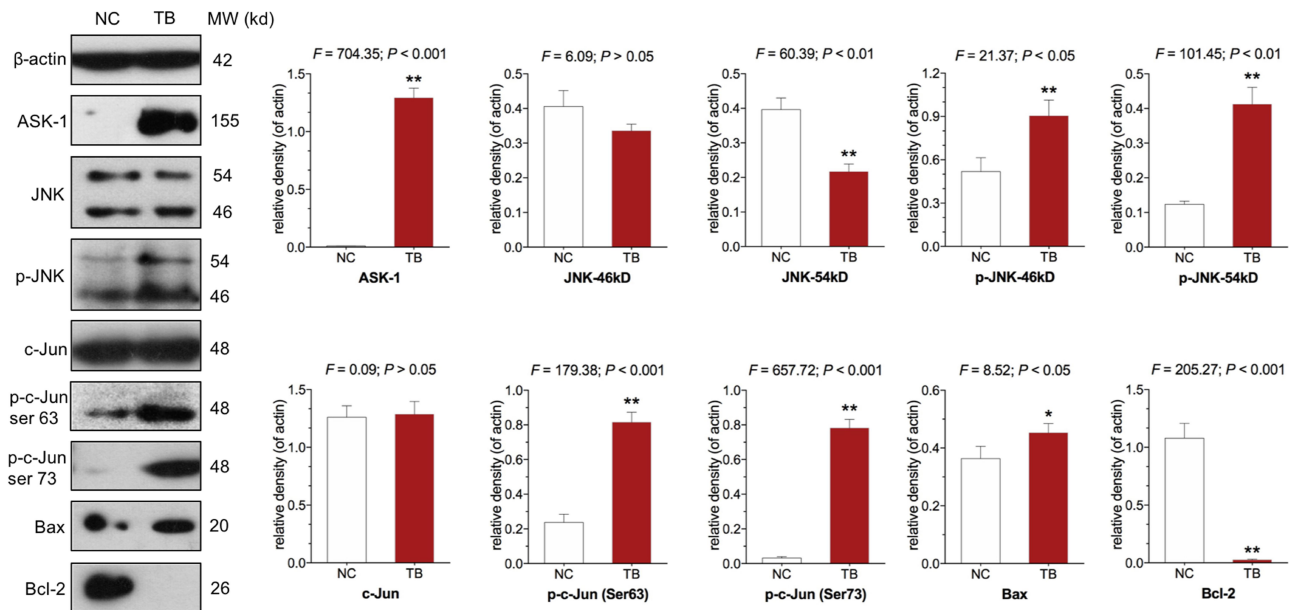 NC TB MW (kd)
β-actin 42
ASK-1 155
JNK 54
46
p-JNK 54
46
c-Jun 48
p-c-Jun
ser 63 48
p-c-Jun
ser 73 48
Bax 20
Bcl-2 26
F = 704.35; P < 0.001
relative density (of actin)
1.5
**
1.0
1.5
0.0
NC TB
ASK-1
F = 6.09; P > 0.05
relative density (of actin)
0.5
0.4
0.3
0.2
0.1
0.0
NC TB
JNK-46kD
F = 60.39; P < 0.01
relative density (of actin)
0.5
0.4
0.3
0.2
0.1
0.0
**
NC TB
JNK-54kD
F = 21.37; P < 0.05
relative density (of actin)
1.2
0.9
0.6
0.3
0.0
**
NC TB
p-JNK-46kD
F = 101.45; P < 0.01
relative density (of actin)
0.5
0.4
0.3
0.2
0.1
0.0
**
NC TB
p-JNK-54kD
F = 0.09; P > 0.05
relative density (of actin)
1.5
1.0
1.5
0.0
NC TB
c-Jun
F = 179.38; P < 0.001
relative density (of actin)
1.0
0.8
0.6
0.4
0.2
0.0
**
NC TB
p-c-Jun (Ser63)
F = 657.72; P < 0.001
relative density (of actin)
1.0
0.8
0.6
0.4
0.2
0.0
**
NC TB
p-c-Jun (Ser73)
F = 8.52; P < 0.05
relative density (of actin)
0.6
0.4
0.2
0.0
*
NC TB
Bax
F = 205.27; P < 0.001
relative density (of actin)
1.5
1.0
1.5
0.0
**
NC TB
Bcl-2